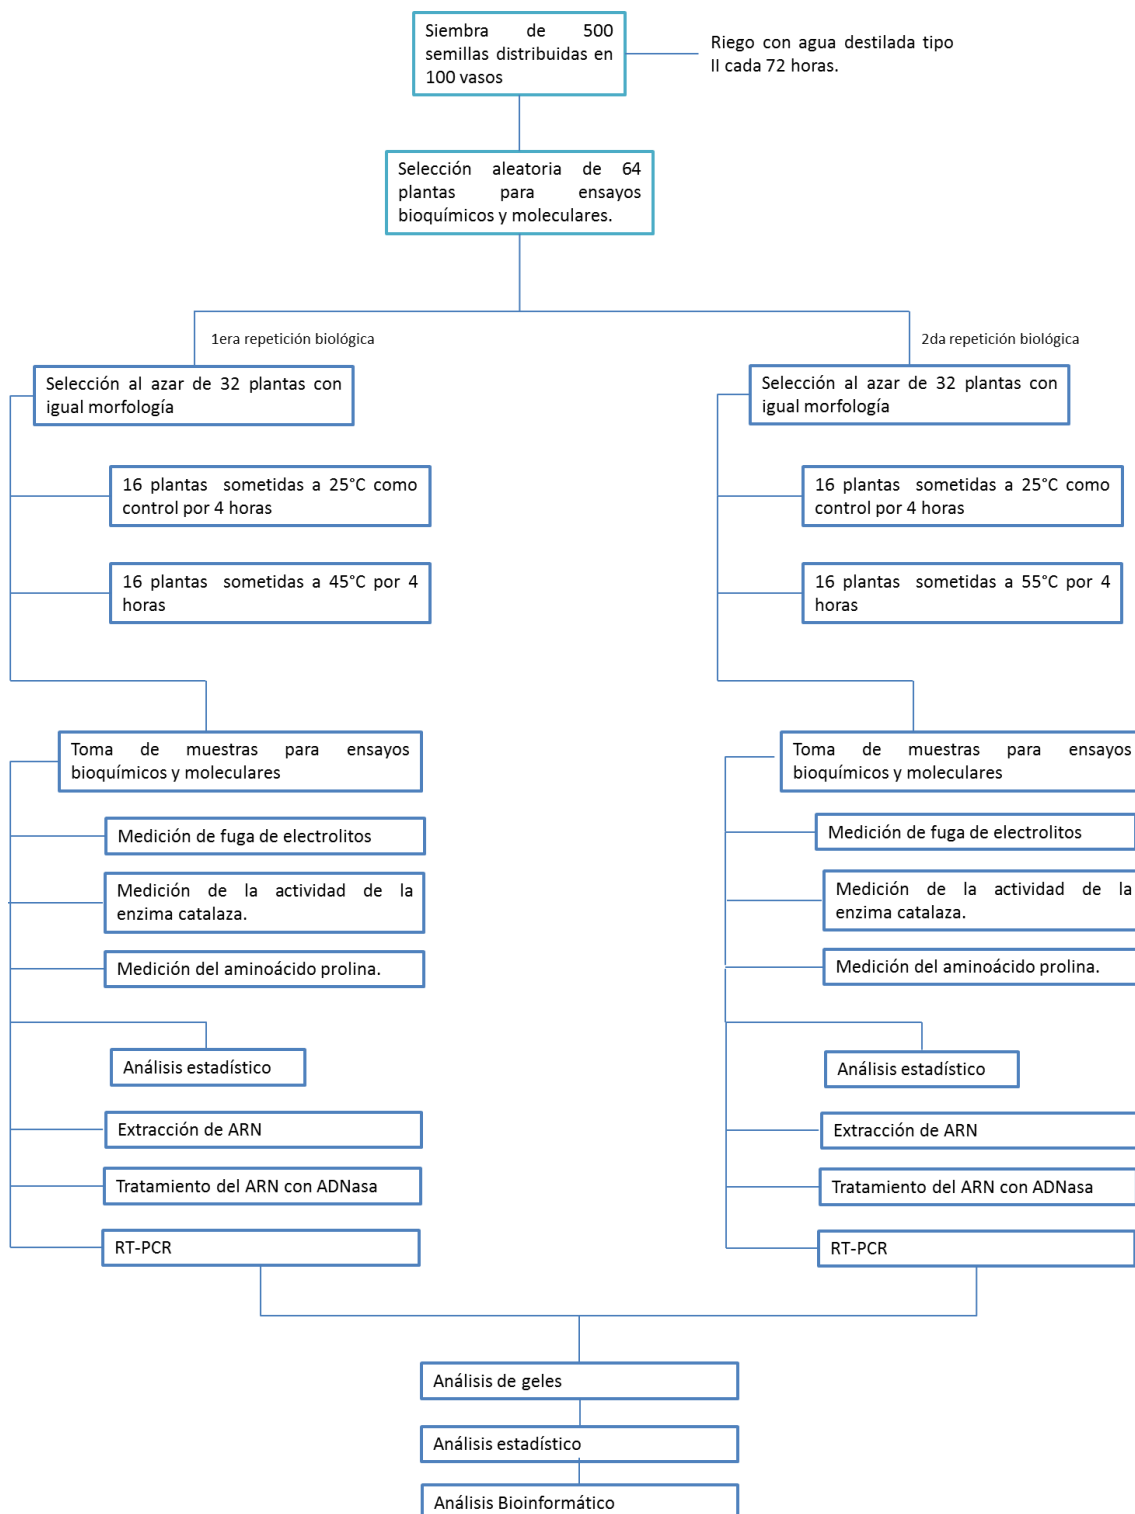 Siembra de 500
semillas distribuidas en
100 vasos
Riego con agua destilada tipo
II cada 72 horas.
Selección aleatoria de 64
plantas para ensayos
bioquímicos y moleculares.
1era repetición biológica
Selección al azar de 32 plantas con
igual morfología
16 plantas sometidas a 25°C como
control por 4 horas
16 plantas sometidas a 45°C por 4
horas
Toma de muestras para ensayos
bioquímicos y moleculares
Medición de fuga de electrolitos
Medición de la actividad de la
enzima catalaza.
Medición del aminoácido prolina.
Análisis estadístico
Extracción de ARN
Tratamiento del ARN con ADNasa
RT-PCR
2da repetición biológica
Selección al azar de 32 plantas con
igual morfología
16 plantas sometidas a 25°C como
control por 4 horas
16 plantas sometidas a 55°C por 4
horas
Toma de muestras para ensayos
bioquímicos y moleculares
Medición de fuga de electrolitos
Medición de la actividad de la
enzima catalaza.
Medición del aminoácido prolina.
Análisis estadístico
Extracción de ARN
Tratamiento del ARN con ADNasa
RT-PCR
Análisis de geles
Análisis estadístico
Análisis Bioinformático